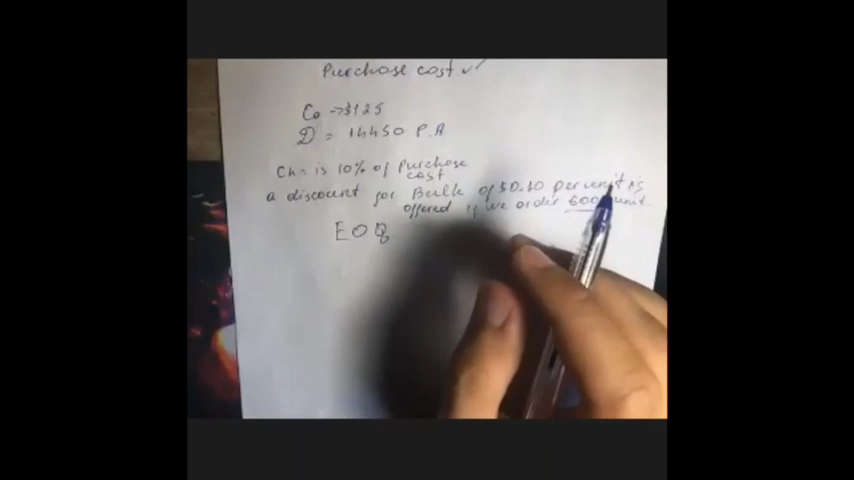 Purchase cost ✓
Co → $125
D = 14450 P.A
Ch = is 10% of Purchase cost
a discount for Bulk of $0.10 per unit is
offered if we order 600 unit.
EOQ